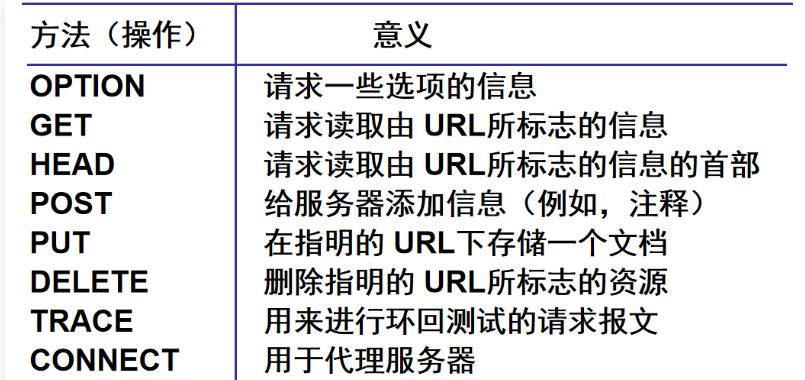 方法（操作） 意义
OPTION 请求一些选项的信息
GET 请求读取由 URL所标志的信息
HEAD 请求读取由 URL所标志的信息的首部
POST 给服务器添加信息（例如，注释）
PUT 在指明的 URL下存储一个文档
DELETE 删除指明的 URL所标志的资源
TRACE 用来进行环回测试的请求报文
CONNECT 用于代理服务器